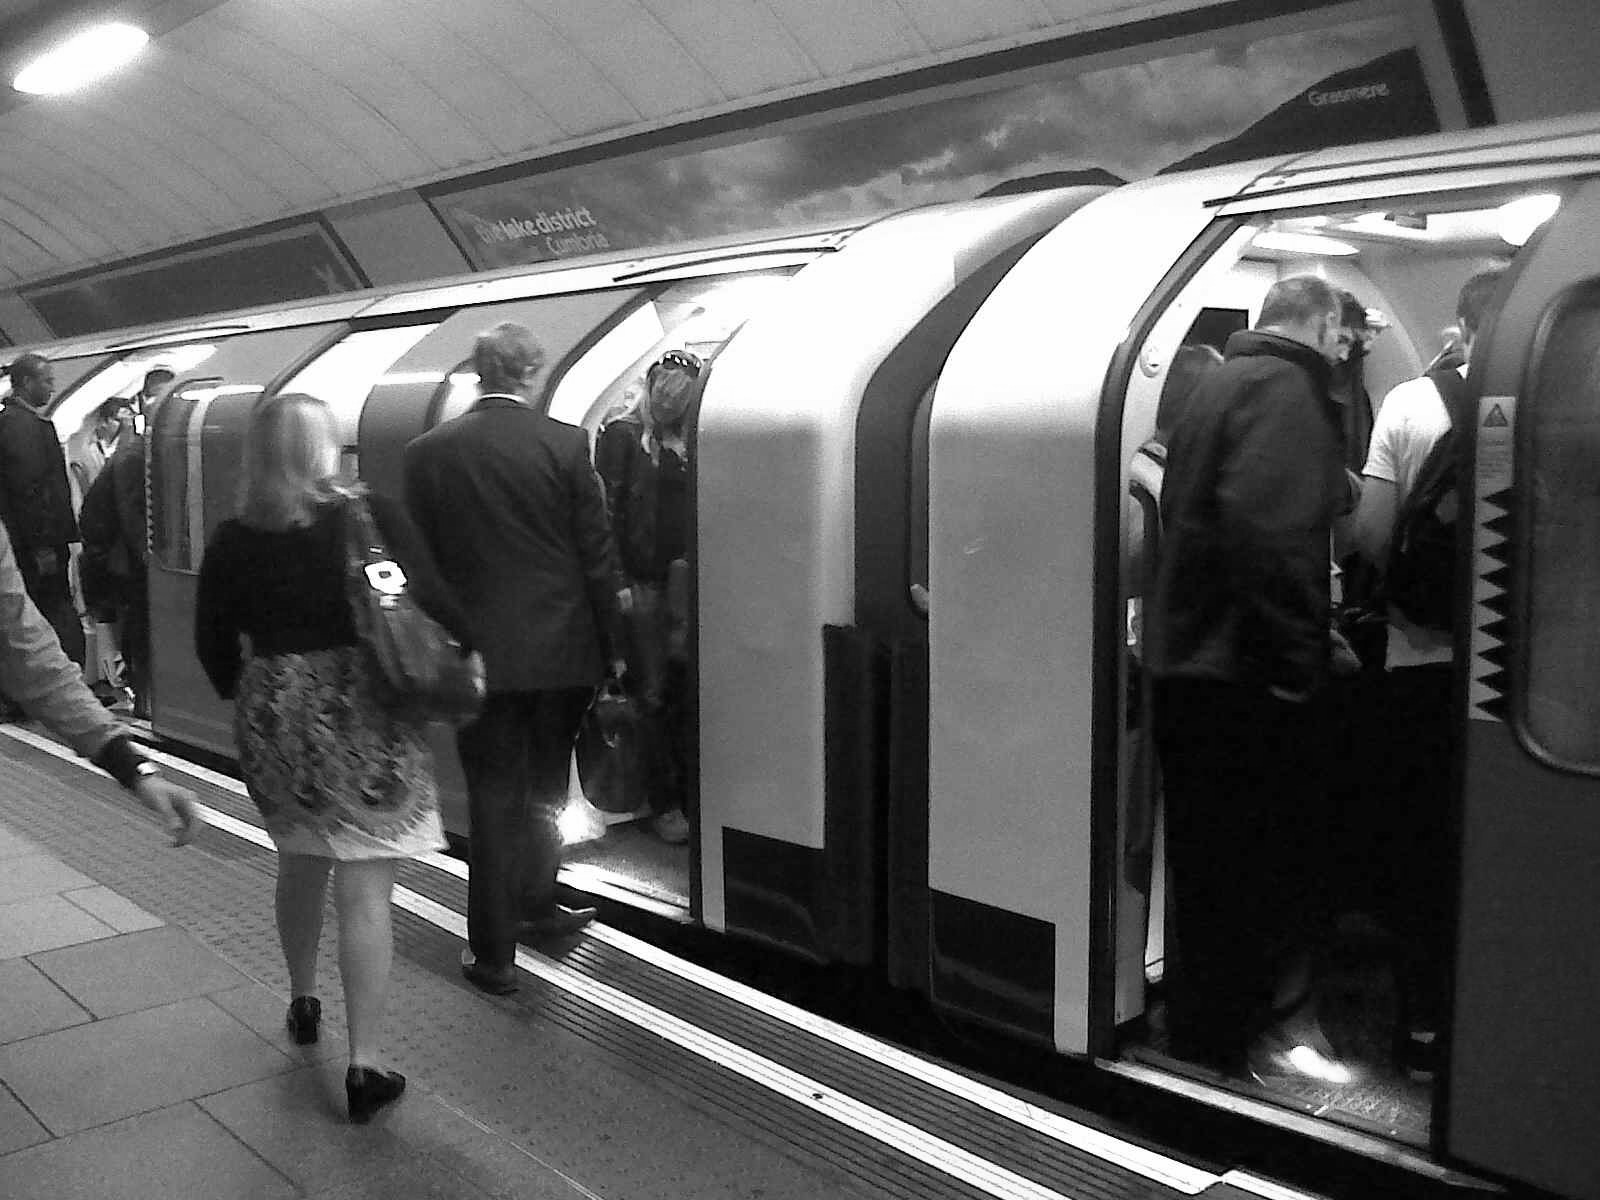 the lake district
Cumbria
Grasmere